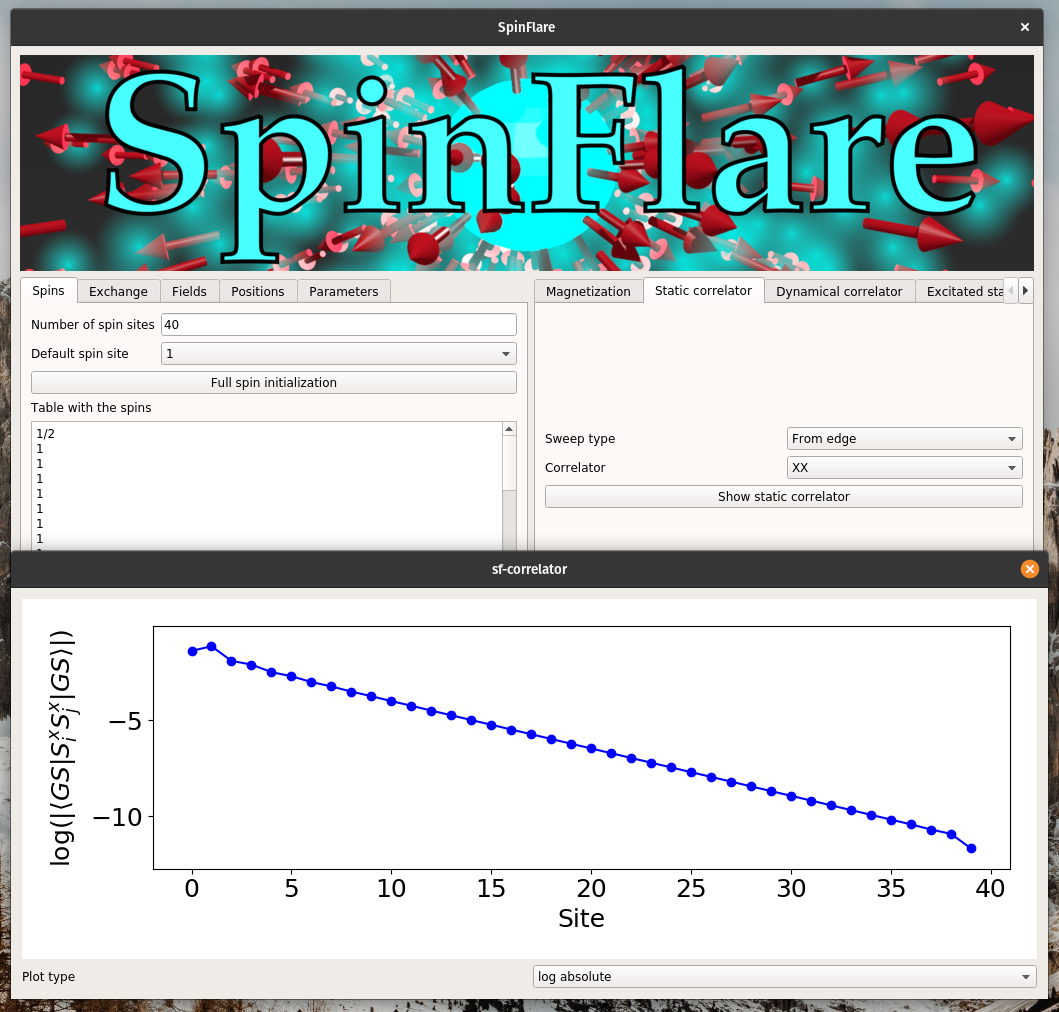 SpinFlare
SpinFlare
Spins Exchange Fields Positions Parameters
Magnetization Static correlator Dynamical correlator Excitated sta
Number of spin sites 40
Default spin site 1
Full spin initialization
Table with the spins
1/2
1
1
1
1
1
1
1
Sweep type From edge
Correlator XX
Show static correlator
sf-correlator
log(|⟨GS|S_i^x S_j^x|GS⟩|)
−5
−10
0 5 10 15 20 25 30 35 40
Site
Plot type log absolute